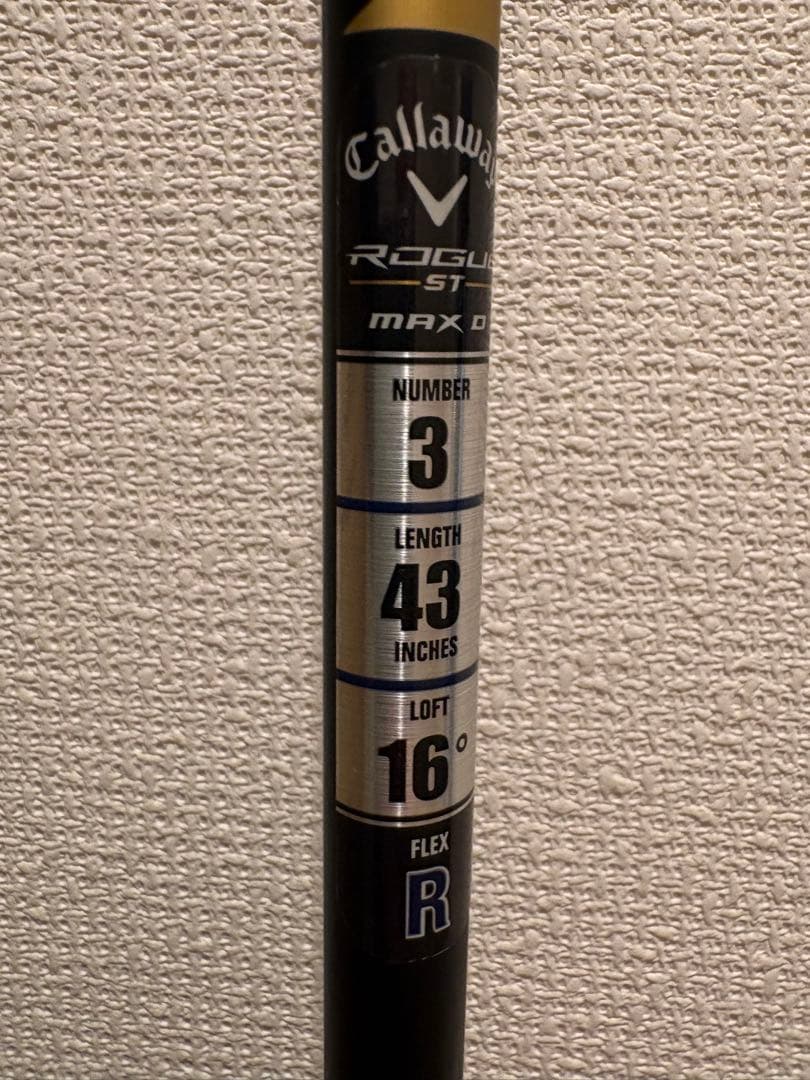 Callaway
ROGUE
ST
MAX D
NUMBER
3
LENGTH
43
INCHES
LOFT
16°
FLEX
R